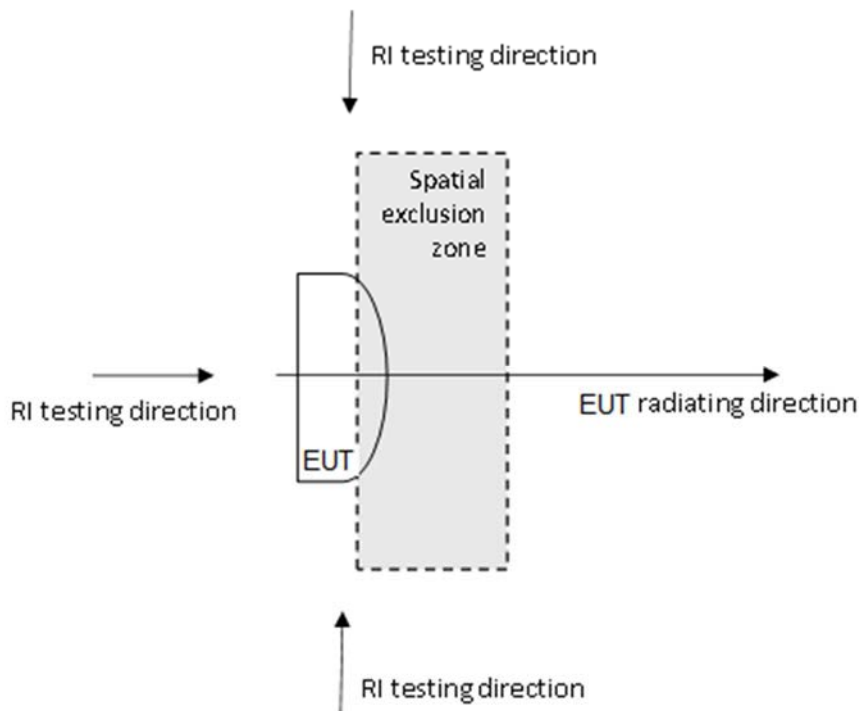 RI testing direction
Spatial
exclusion
zone
RI testing direction
EUT radiating direction
EUT
RI testing direction